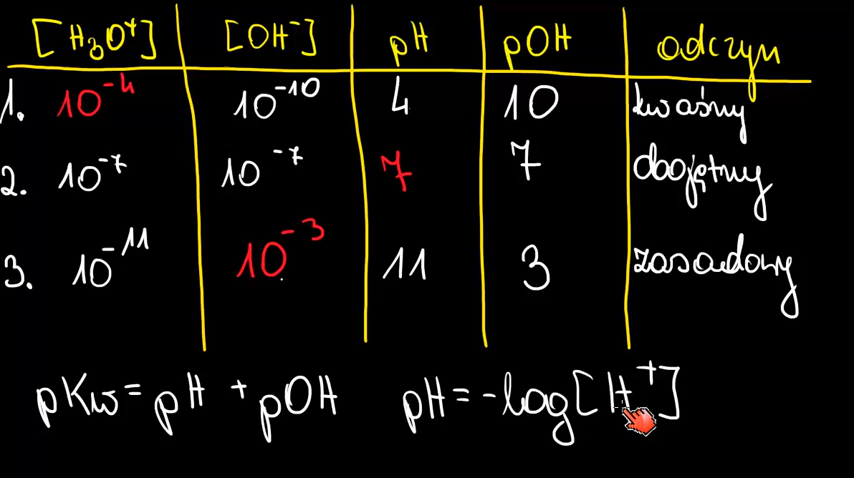 [H₃O⁺] [OH⁻] pH pOH odczyn
1. 10⁻⁴ 10⁻¹⁰ 4 10 kwaśny
2. 10⁻⁷ 10⁻⁷ 7 7 obojętny
3. 10⁻¹¹ 10⁻³ 11 3 zasadowy
pKw = pH + pOH pH = -log[H⁺]